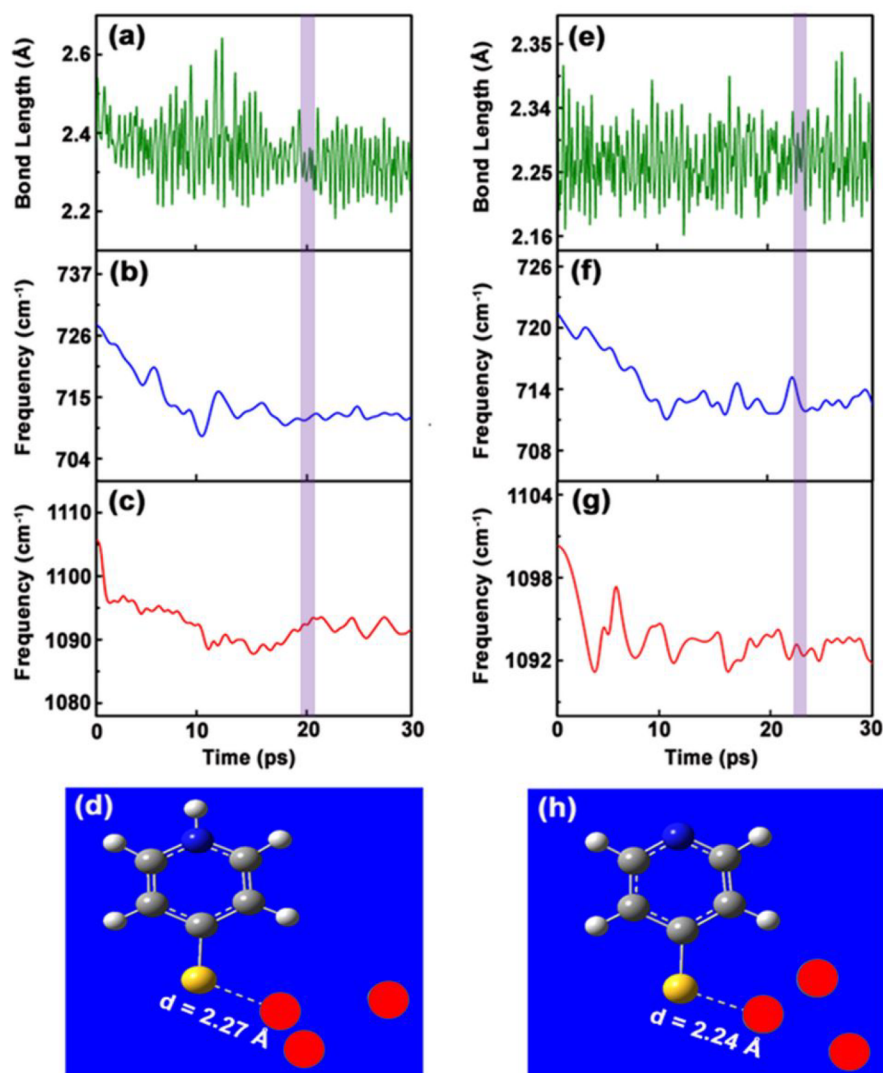 (a)
Bond Length (Å)
2.6
2.4
2.2
(b)
Frequency (cm⁻¹)
737
726
715
704
(c)
Frequency (cm⁻¹)
1110
1100
1090
1080
0 10 20 30
Time (ps)
(d)
d = 2.27 Å
(e)
Bond Length (Å)
2.35
2.34
2.25
2.16
(f)
Frequency (cm⁻¹)
726
720
714
708
(g)
Frequency (cm⁻¹)
1104
1098
1092
0 10 20 30
Time (ps)
(h)
d = 2.24 Å